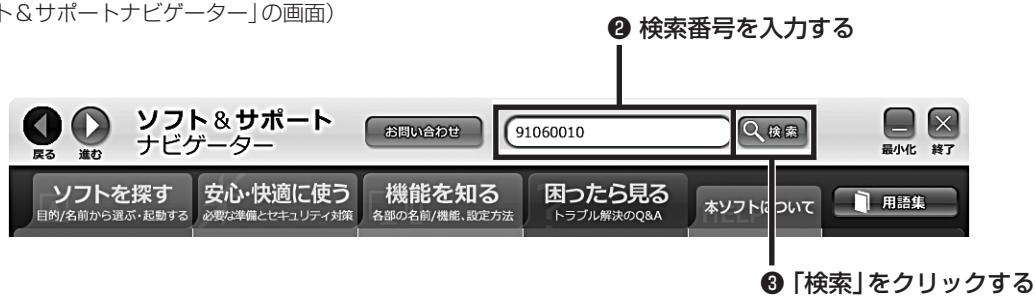 ト&サポートナビゲーター」の画面)
❷ 検索番号を入力する
戻る 進む
ソフト&サポート
ナビゲーター
お問い合わせ
91060010
検索
最小化 終了
ソフトを探す
目的/名前から選ぶ・起動する
安心・快適に使う
必要な準備とセキュリティ対策
機能を知る
各部の名前/機能、設定方法
困ったら見る
トラブル解決のQ&A
本ソフトについて
用語集
❸「検索」をクリックする